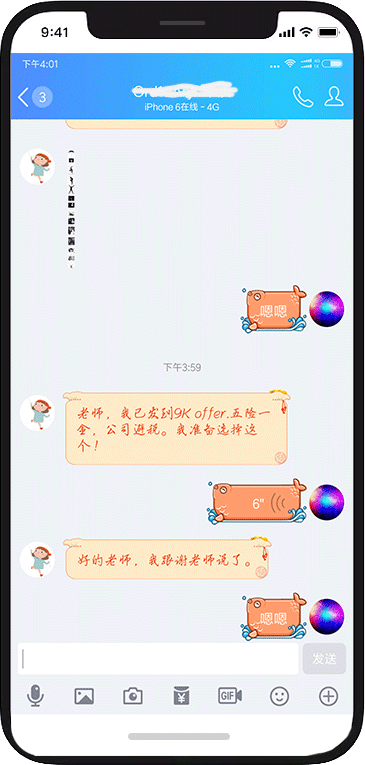 9:41
下午4:01
4G
3
iPhone 6在线 - 4G
嗯嗯
下午3:59
老师，我已到9K offer.五险一
金，公司避税。我准备选择这
个！
6"
好的老师，我跟谢老师说了。
嗯嗯
发送
¥
GIF